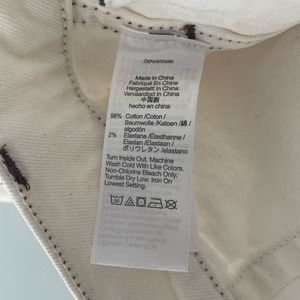 Made In China
Fabriqué En Chine
Hergestellt In China
Vervaardigd In China
中国製
hecho en china
98% Cotton/Coton/
Baumwolle/Katoen/綿/
algodón
2% Elastane/Élasthanne/
Elastan/Elastaan/
ポリウレタン/elastano
Turn Inside Out. Machine
Wash Cold With Like Colors.
Non-Chlorine Bleach Only.
Tumble Dry Low. Iron On
Lowest Setting.
30